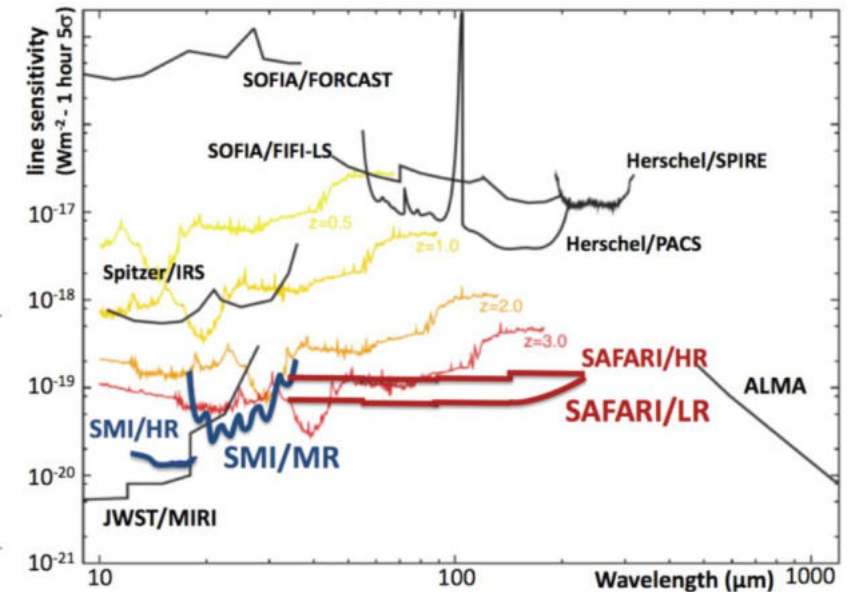 line sensitivity
(Wm-2 - 1 hour 5σ)
SOFIA/FORCAST
SOFIA/FIFI-LS
Herschel/SPIRE
10-17
z=0.5
z=1.0
Herschel/PACS
Spitzer/IRS
10-18
z=2.0
z=3.0
SAFARI/HR
10-19
ALMA
SAFARI/LR
SMI/HR
SMI/MR
10-20
JWST/MIRI
10-21
10
100
Wavelength (μm)
1000